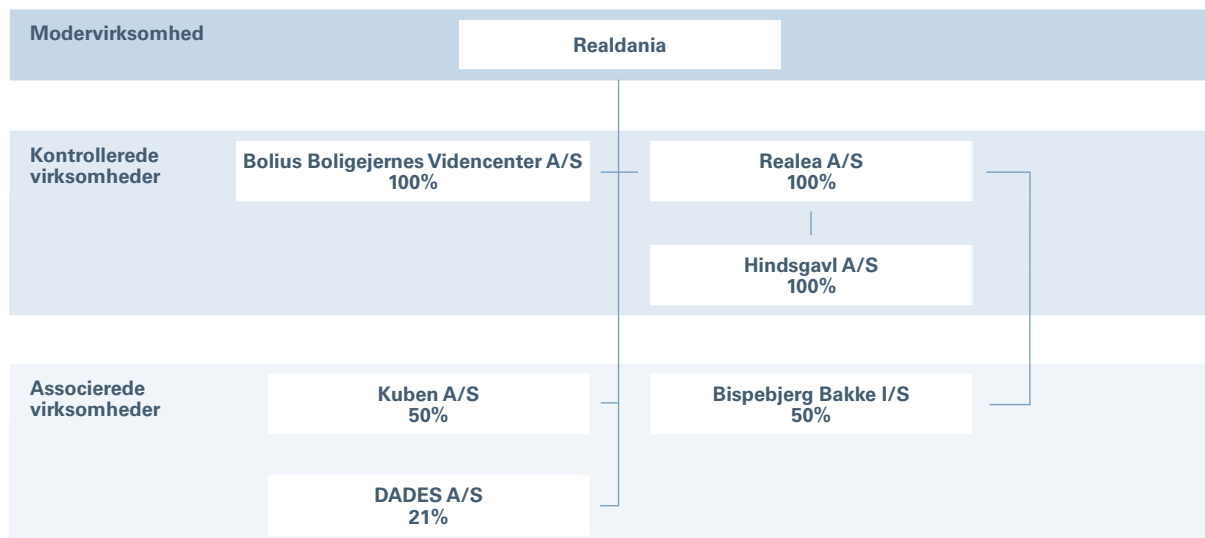 Modervirksomhed
Realdania
Kontrollerede
virksomheder
Bolius Boligejernes Videncenter A/S
100%
Realea A/S
100%
Hindsgavl A/S
100%
Associerede
virksomheder
Kuben A/S
50%
Bispebjerg Bakke I/S
50%
DADES A/S
21%